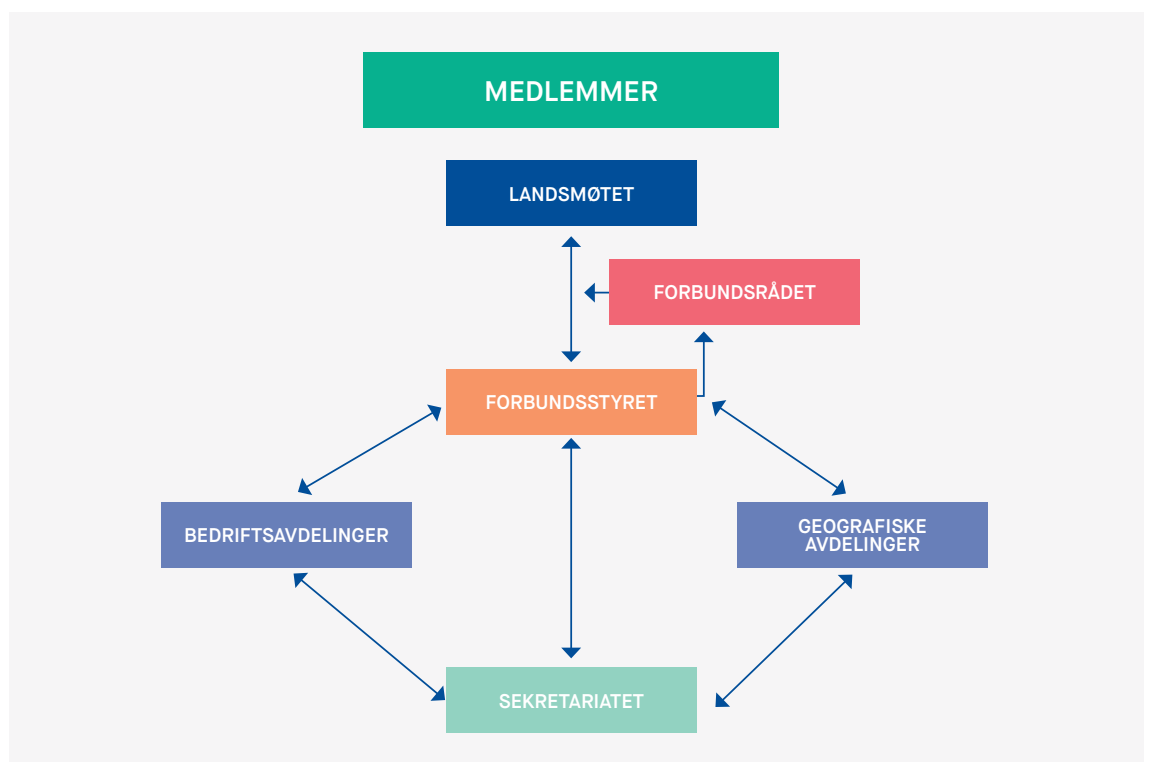 MEDLEMMER
LANDSMØTET
FORBUNDSRÅDET
FORBUNDSSTYRET
BEDRIFTSAVDELINGER
GEOGRAFISKE
AVDELINGER
SEKRETARIATET